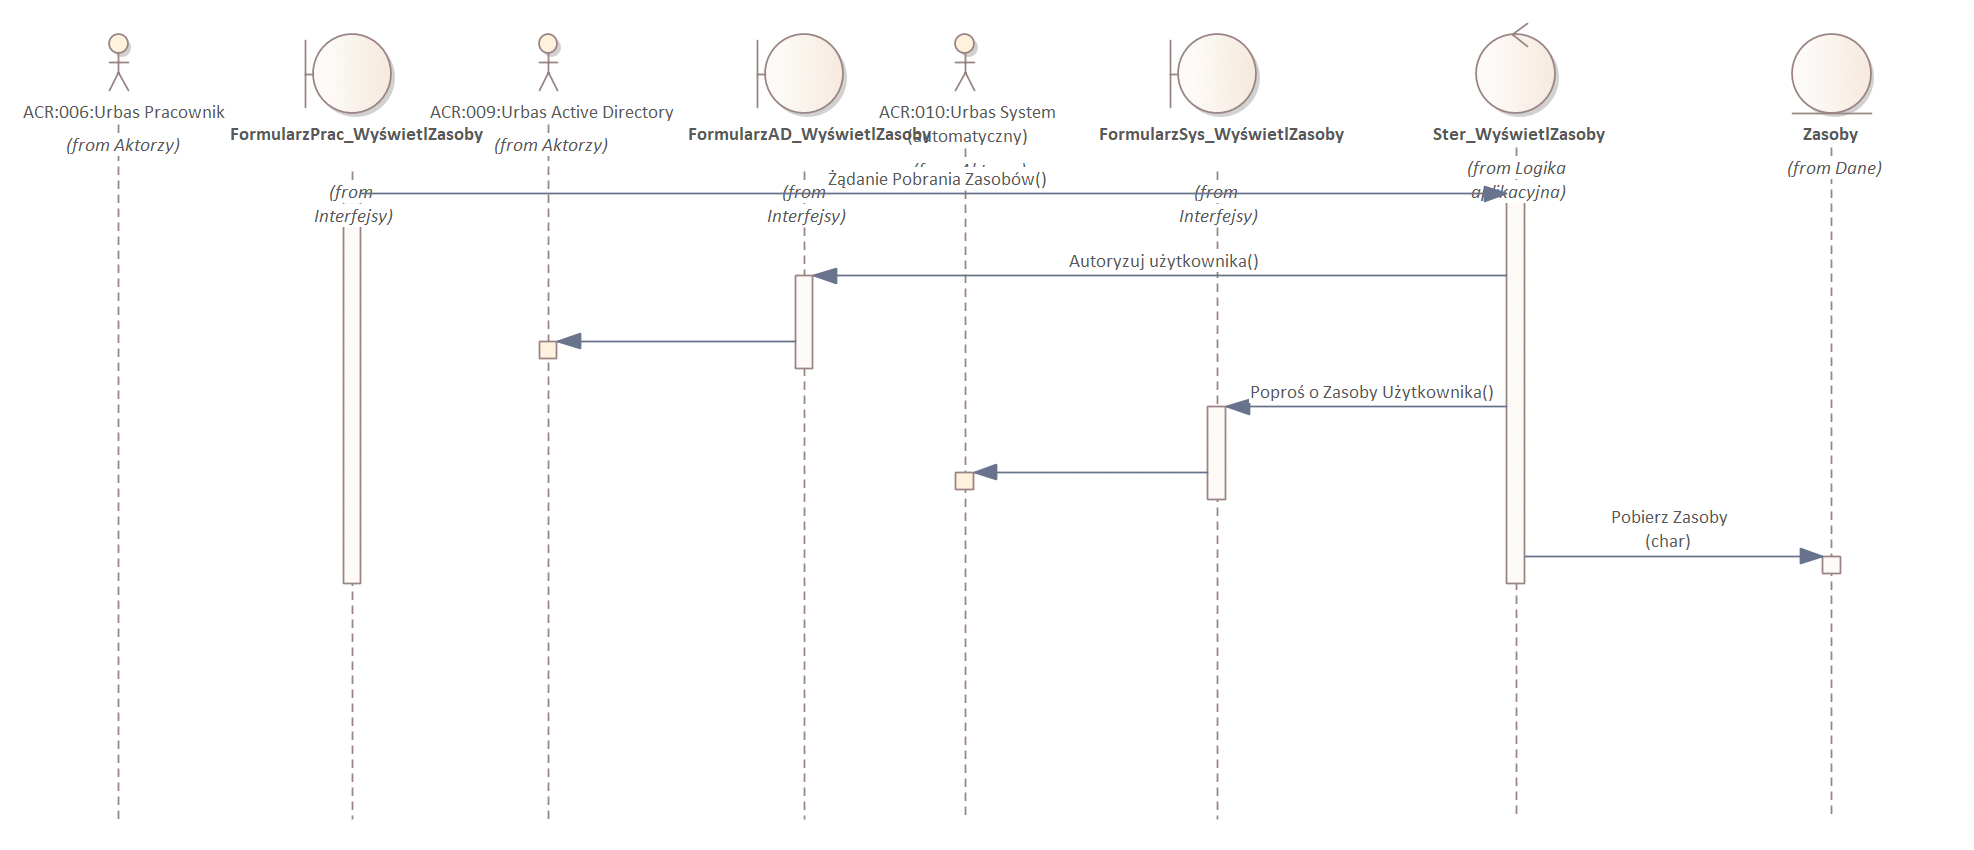 ACR:006:Urbas Pracownik
(from Aktorzy)
FormularzPrac_WyświetlZasoby
(from
Interfejsy)
ACR:009:Urbas Active Directory
(from Aktorzy)
FormularzAD_WyświetlZasoby
(from
Interfejsy)
ACR:010:Urbas System
(automatyczny)
FormularzSys_WyświetlZasoby
(from
Interfejsy)
Ster_WyświetlZasoby
(from Logika
aplikacyjna)
Zasoby
(from Dane)
Żądanie Pobrania Zasobów()
Autoryzuj użytkownika()
Poproś o Zasoby Użytkownika()
Pobierz Zasoby
(char)